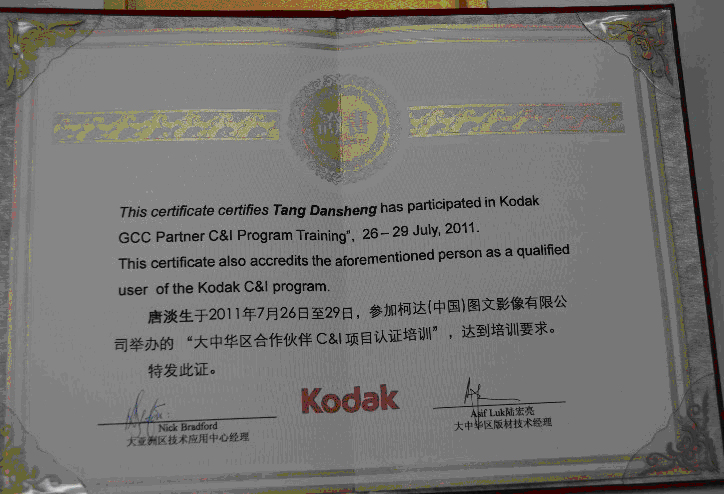 This certificate certifies Tang Dansheng has participated in Kodak
GCC Partner C&I Program Training", 26 – 29 July, 2011.
This certificate also accredits the aforementioned person as a qualified
user of the Kodak C&I program.
唐淡生于2011年7月26日至29日，参加柯达(中国)图文影像有限公
司举办的 “大中华区合作伙伴 C&I 项目认证培训”，达到培训要求。
特发此证。
Kodak
Nick Bradford
大亚洲区技术应用中心经理
Asif Luk陆宏亮
大中华区版材技术经理